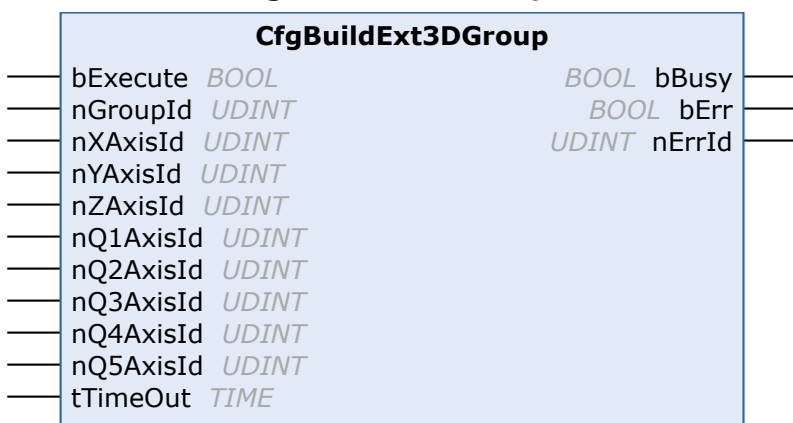 CfgBuildExt3DGroup
bExecute BOOL BOOL bBusy
nGroupId UDINT BOOL bErr
nXAxisId UDINT UDINT nErrId
nYAxisId UDINT
nZAxisId UDINT
nQ1AxisId UDINT
nQ2AxisId UDINT
nQ3AxisId UDINT
nQ4AxisId UDINT
nQ5AxisId UDINT
tTimeOut TIME